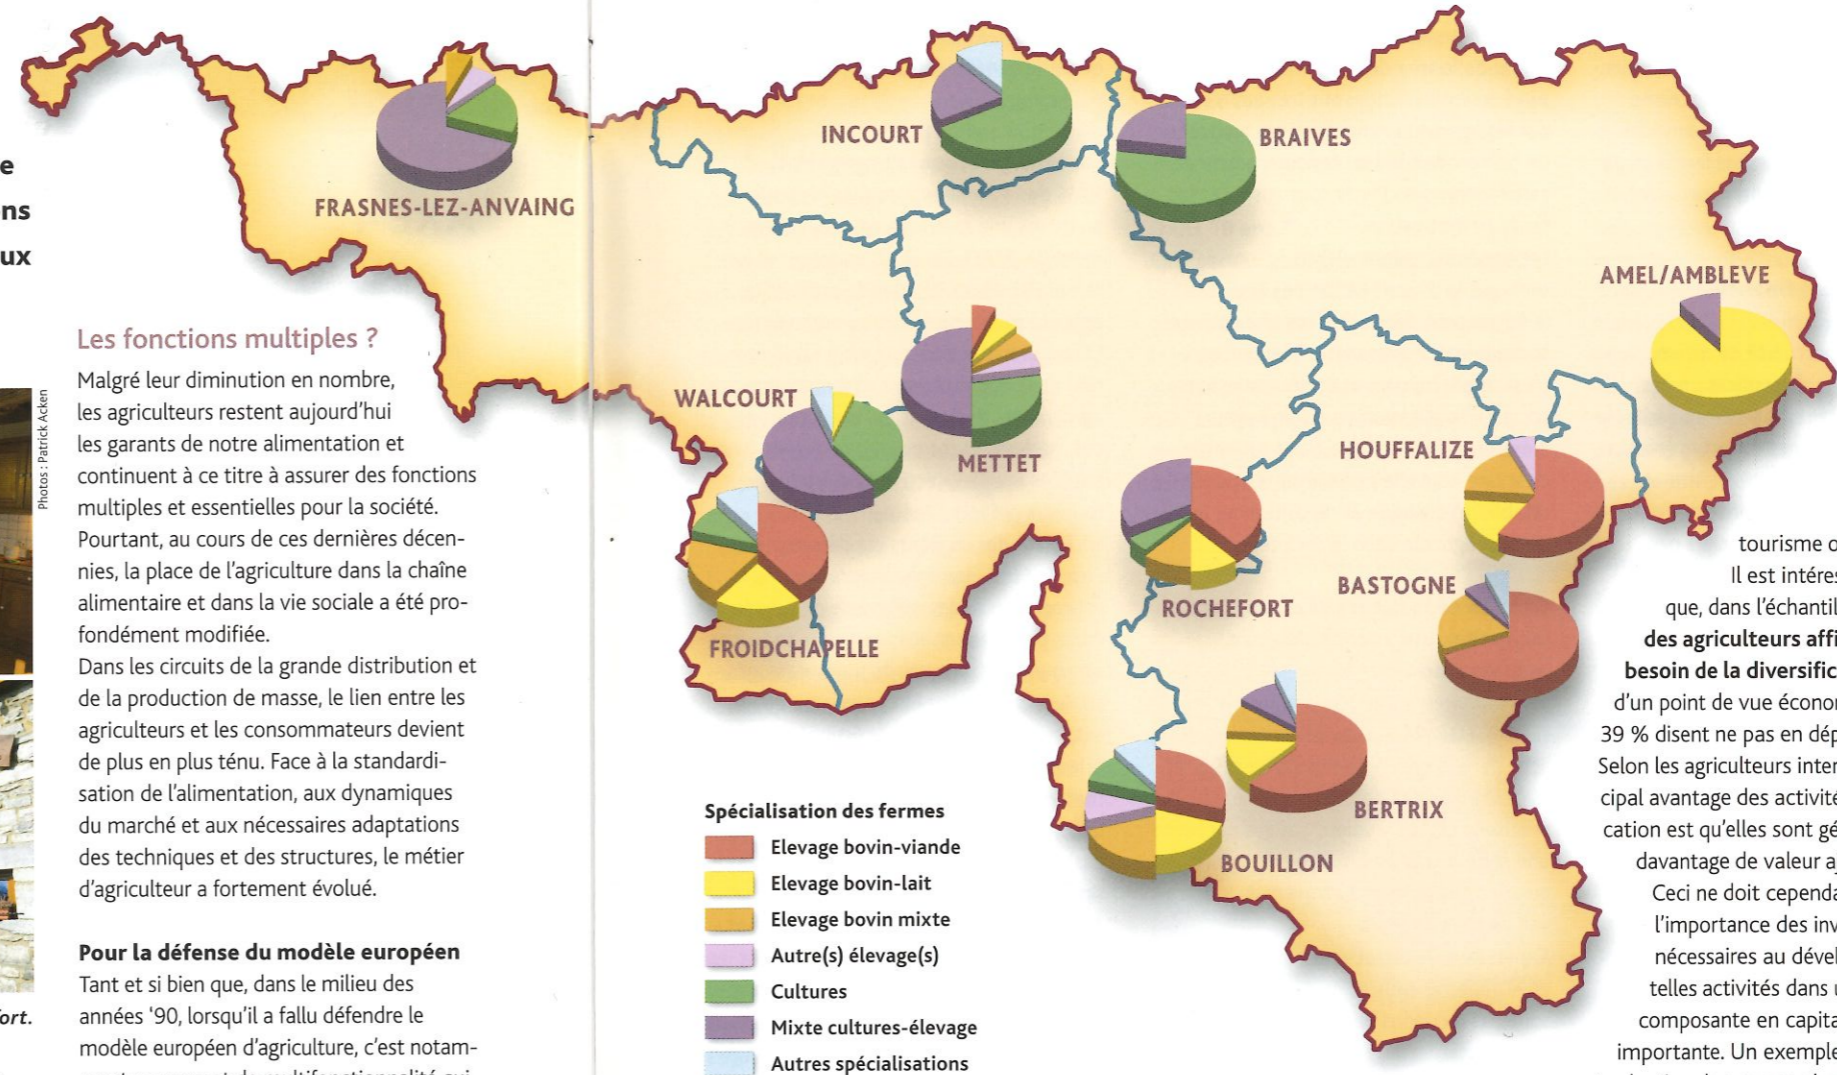 e
ns
ux
Photos : Patrick Acken
ort.
Les fonctions multiples ?
Malgré leur diminution en nombre,
les agriculteurs restent aujourd'hui
les garants de notre alimentation et
continuent à ce titre à assurer des fonctions
multiples et essentielles pour la société.
Pourtant, au cours de ces dernières décen-
nies, la place de l'agriculture dans la chaîne
alimentaire et dans la vie sociale a été pro-
fondément modifiée.
Dans les circuits de la grande distribution et
de la production de masse, le lien entre les
agriculteurs et les consommateurs devient
de plus en plus ténu. Face à la standardi-
sation de l'alimentation, aux dynamiques
du marché et aux nécessaires adaptations
des techniques et des structures, le métier
d'agriculteur a fortement évolué.
Pour la défense du modèle européen
Tant et si bien que, dans le milieu des
années '90, lorsqu'il a fallu défendre le
modèle européen d'agriculture, c'est notam-
FRASNES-LEZ-ANVAING
INCOURT
BRAIVES
AMEL/AMBLEVE
WALCOURT
METTET
HOUFFALIZE
BASTOGNE
ROCHEFORT
FROIDCHAPELLE
BERTRIX
BOUILLON
Spécialisation des fermes
Elevage bovin-viande
Elevage bovin-lait
Elevage bovin mixte
Autre(s) élevage(s)
Cultures
Mixte cultures-élevage
Autres spécialisations
tourisme o
Il est intéres
que, dans l'échantil
des agriculteurs affi
besoin de la diversific
d'un point de vue écono
39 % disent ne pas en dép
Selon les agriculteurs inter
cipal avantage des activité
cation est qu'elles sont gé
davantage de valeur a
Ceci ne doit cependa
l'importance des inv
nécessaires au dével
telles activités dans
composante en capita
importante. Un exemple